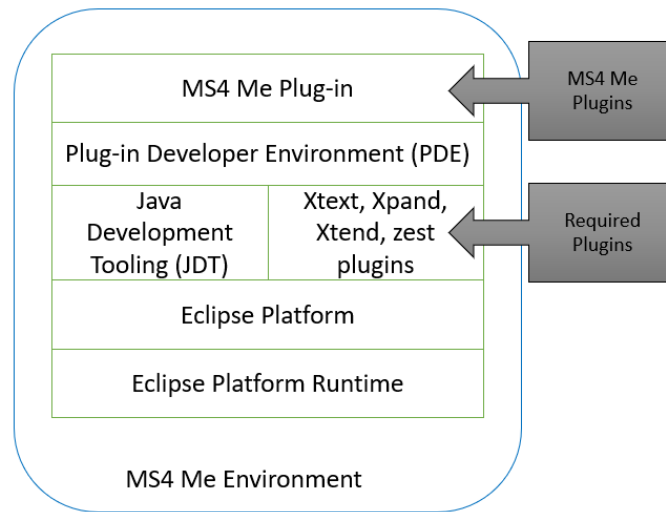 MS4 Me Plug-in
MS4 Me
Plugins
Plug-in Developer Environment (PDE)
Java
Development
Tooling (JDT)
Xtext, Xpand,
Xtend, zest
plugins
Required
Plugins
Eclipse Platform
Eclipse Platform Runtime
MS4 Me Environment